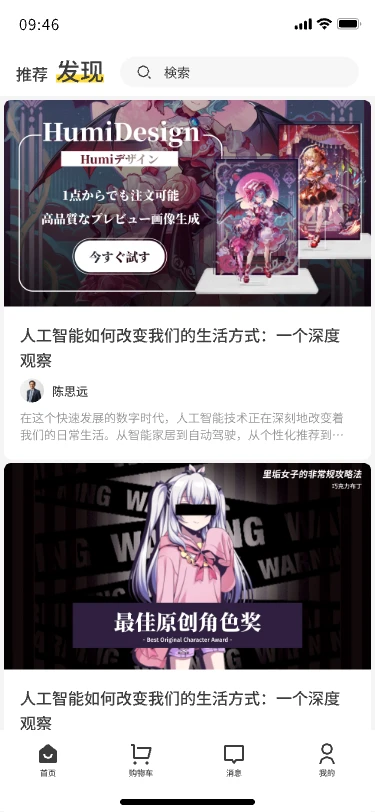 09:46
推荐 发现 検索
HumiDesign
Humiデザイン
1点からでも注文可能
高品質なプレビュー画像生成
今すぐ試す
人工智能如何改变我们的生活方式：一个深度
观察
陈思远
在这个快速发展的数字时代，人工智能技术正在深刻地改变着
我们的日常生活。从智能家居到自动驾驶，从个性化推荐到…
里垢女子的非常规攻略法
巧克力布丁
WARNING WARNING
WARNING
最佳原创角色奖
- Best Original Character Award -
人工智能如何改变我们的生活方式：一个深度
观察
首页 购物车 消息 我的